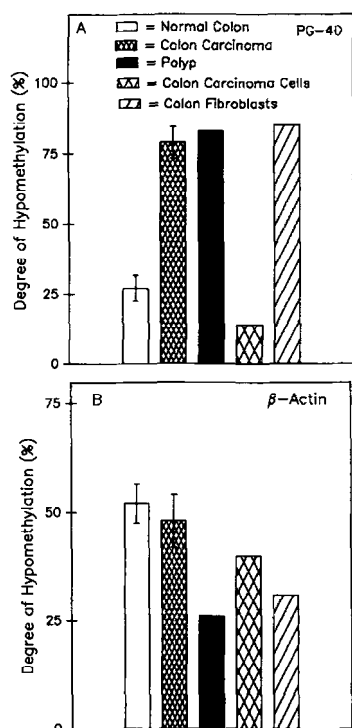 A
PG-40
= Normal Colon
= Colon Carcinoma
= Polyp
= Colon Carcinoma Cells
= Colon Fibroblasts
Degree of Hypomethylation (%)
100
75
50
25
0
B
β-Actin
Degree of Hypomethylation (%)
75
50
25
0